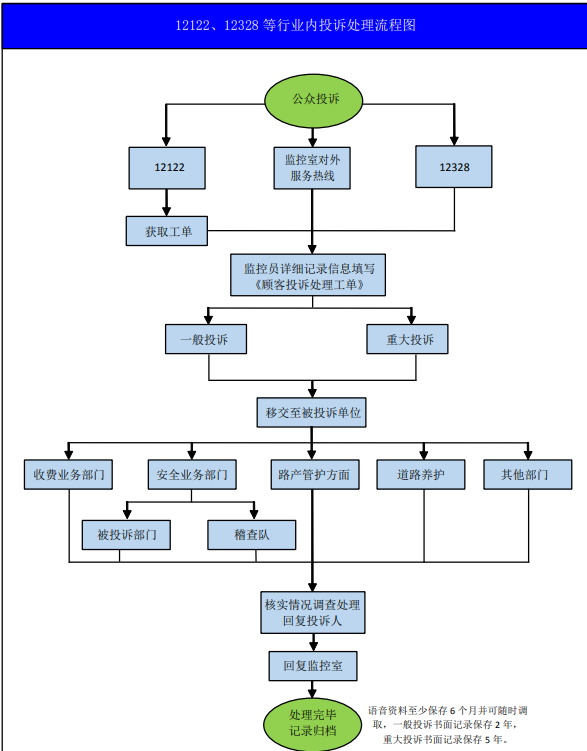 12122、12328 等行业内投诉处理流程图
公众投诉
12122
监控室对外
服务热线
12328
获取工单
监控员详细记录信息填写
《顾客投诉处理工单》
一般投诉
重大投诉
移交至被投诉单位
收费业务部门
安全业务部门
路产管护方面
道路养护
其他部门
被投诉部门
稽查队
核实情况调查处理
回复投诉人
回复监控室
处理完毕
记录归档
语音资料至少保存 6 个月并可随时调
取，一般投诉书面记录保存 2 年，
重大投诉书面记录保存 5 年。